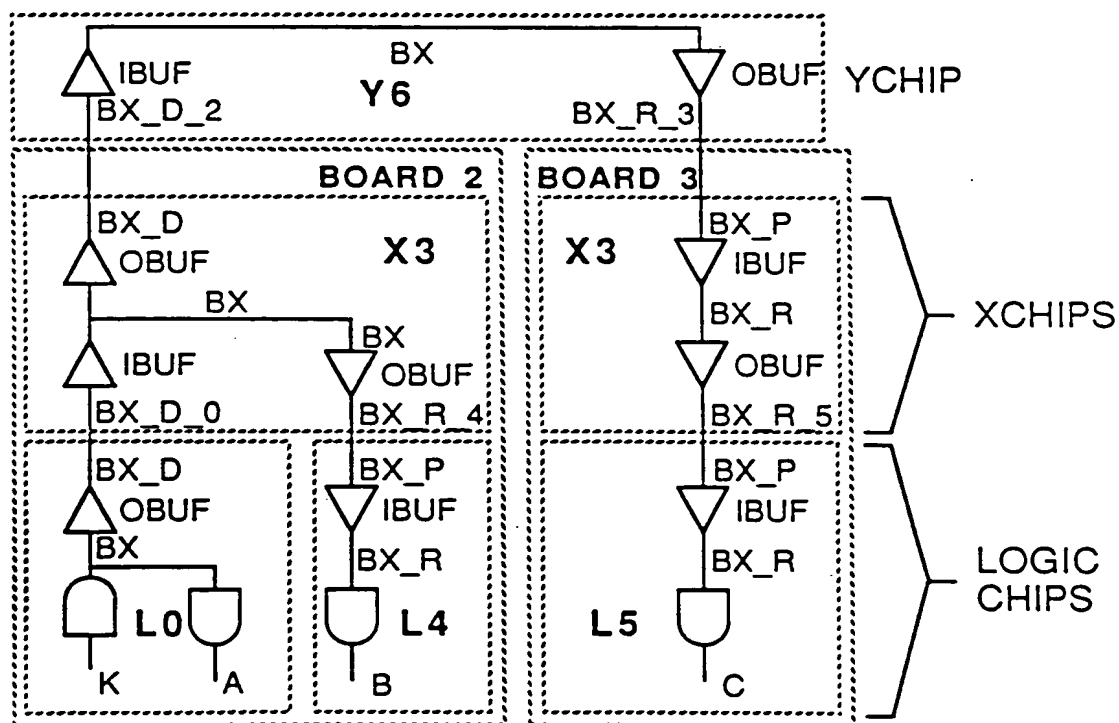 BX
IBUF
OBUF
YCHIP
Y6
BX_D_2
BX_R_3
BOARD 2
BOARD 3
BX_D
BX_P
OBUF
X3
X3
IBUF
BX
BX_R
XCHIPS
BX
IBUF
OBUF
OBUF
BX_D_0
BX_R_4
BX_R_5
BX_D
BX_P
BX_P
OBUF
IBUF
IBUF
BX
BX_R
BX_R
LOGIC
CHIPS
L0
L4
L5
K
A
B
C